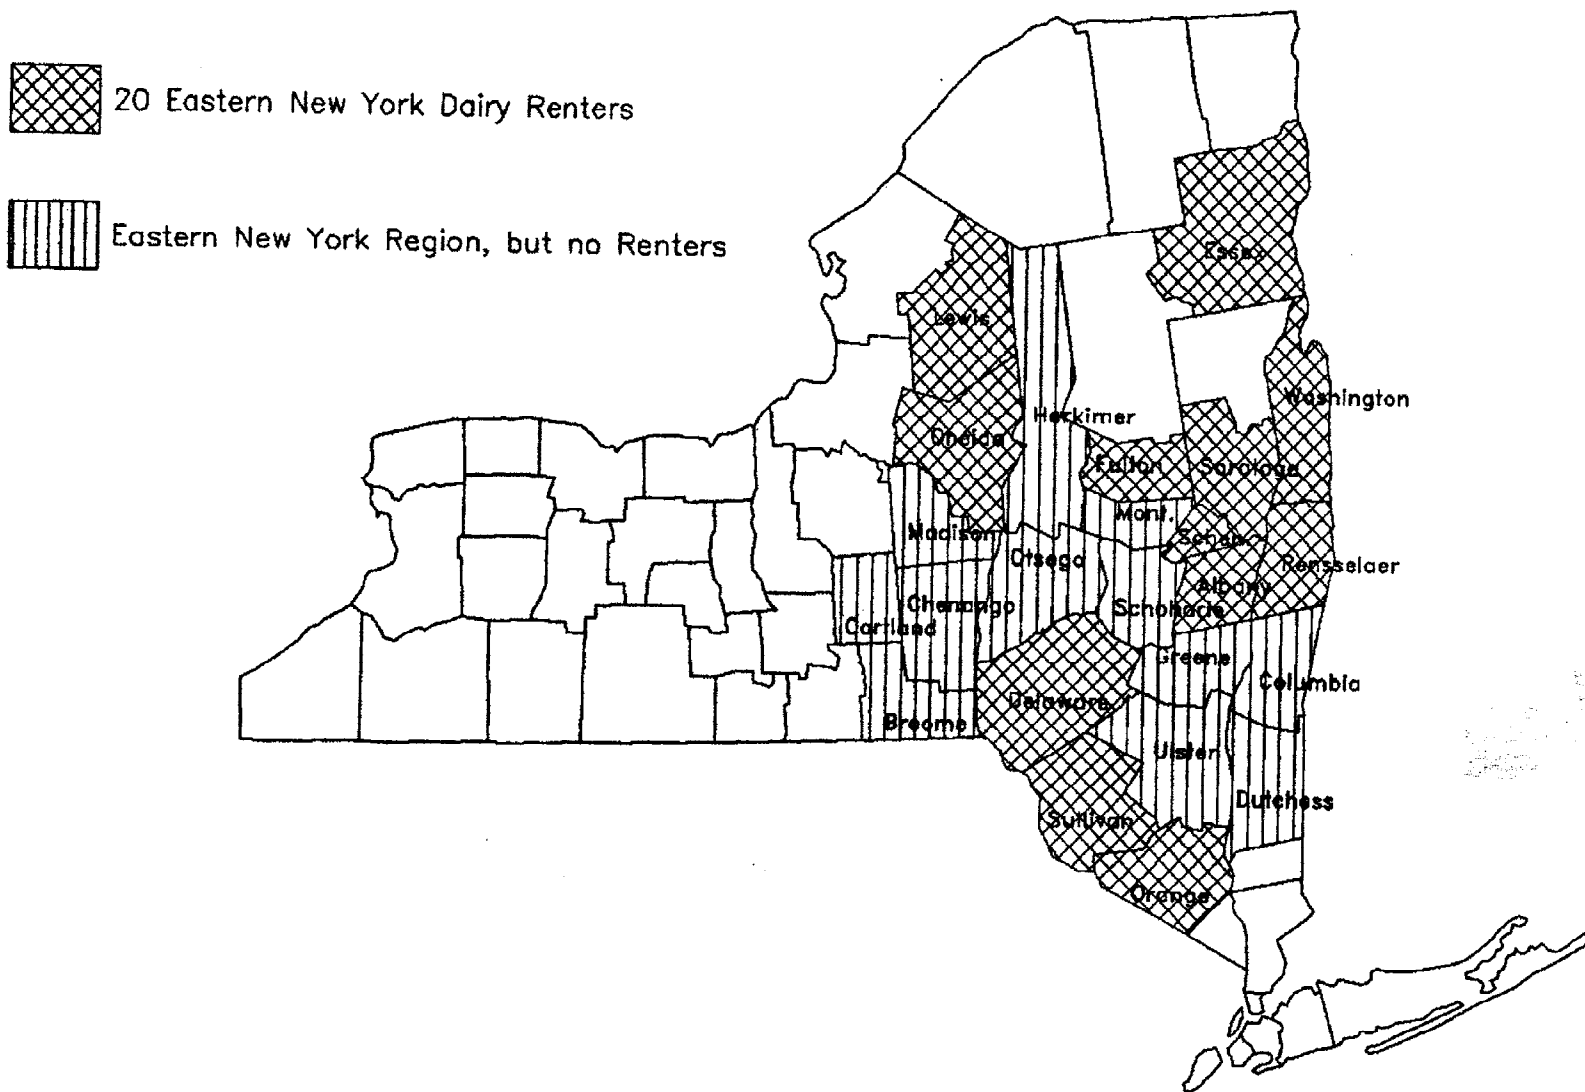 20 Eastern New York Dairy Renters
Eastern New York Region, but no Renters
Essex
Lewis
Washington
Herkimer
Oneida
Fulton
Saratoga
Mont.
Madison
Schen.
Otsego
Rensselaer
Albany
Chenango
Schoharie
Cortland
Greene
Columbia
Delaware
Broome
Ulster
Dutchess
Sullivan
Orange